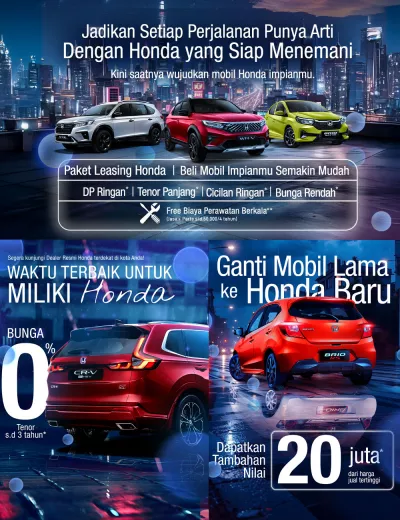 Jadikan Setiap Perjalanan Punya Arti
Dengan Honda yang Siap Menemani
Kini saatnya wujudkan mobil Honda impianmu.
Paket Leasing Honda | Beli Mobil Impianmu Semakin Mudah
DP Ringan* | Tenor Panjang* | Cicilan Ringan* | Bunga Rendah*
Free Biaya Perawatan Berkala**
Segera kunjungi Dealer Resmi Honda terdekat di kota Anda!
WAKTU TERBAIK UNTUK
MILIKI Honda
BUNGA
0%
Tenor
s.d 3 tahun*
CR-V
Ganti Mobil Lama
ke Honda Baru
BRIO
Dapatkan
Tambahan
Nilai
20 juta*
dari harga
jual tertinggi